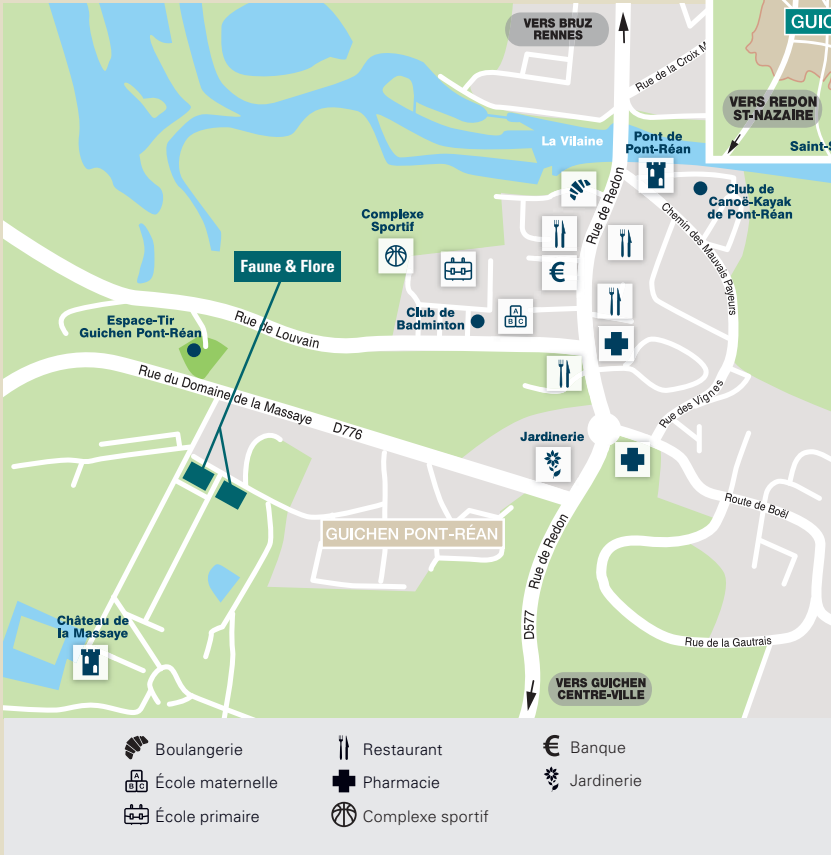 VERS BRUZ
RENNES
Rue de la Croix M
GUIC
VERS REDON
ST-NAZAIRE
Saint-S
La Vilaine
Pont de
Pont-Réan
Club de
Canoë-Kayak
de Pont-Réan
Rue de Redon
Chemin des Mauvais Payeurs
Complexe
Sportif
Faune & Flore
€
Club de
Badminton
A
B C
Espace-Tir
Guichen Pont-Réan
Rue de Louvain
Rue du Domaine de la Massaye
D776
Rue des Vignes
Jardinerie
Route de Boël
GUICHEN PONT-RÉAN
Rue de Redon
D577
Rue de la Gautrais
Château de
la Massaye
VERS GUICHEN
CENTRE-VILLE
Boulangerie
A
B C
École maternelle
École primaire
Restaurant
Pharmacie
Complexe sportif
€ Banque
Jardinerie